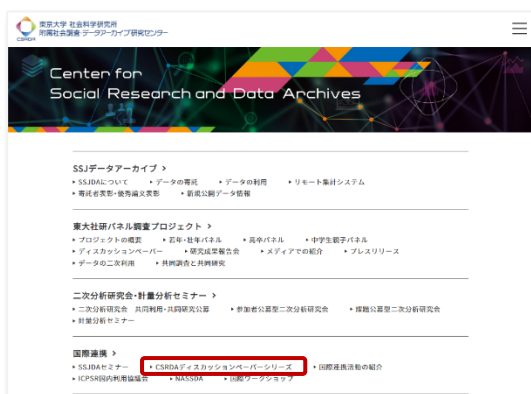 東京大学 社会科学研究所
附属社会調査・データアーカイブ研究センター
CSRDA
Center for
Social Research and Data Archives
SSJデータアーカイブ >
▸ SSJDAについて ▸ データの寄託 ▸ データの利用 ▸ リモート集計システム
▸ 寄託者表彰・優秀論文表彰 ▸ 新規公開データ情報
東大社研パネル調査プロジェクト >
▸ プロジェクトの概要 ▸ 若年・壮年パネル ▸ 高卒パネル ▸ 中学生親子パネル
▸ ディスカッションペーパー ▸ 研究成果報告会 ▸ メディアでの紹介 ▸ プレスリリース
▸ データの二次利用 ▸ 共同調査と共同研究
二次分析研究会・計量分析セミナー >
▸ 二次分析研究会 共同利用・共同研究公募 ▸ 参加者公募型二次分析研究会 ▸ 課題公募型二次分析研究会
▸ 計量分析セミナー
国際連携 >
▸ SSJDAセミナー ▸ CSRDAディスカッションペーパーシリーズ ▸ 国際連携活動の紹介
▸ ICPSR国内利用協議会 ▸ NASSDA ▸ 国際ワークショップ